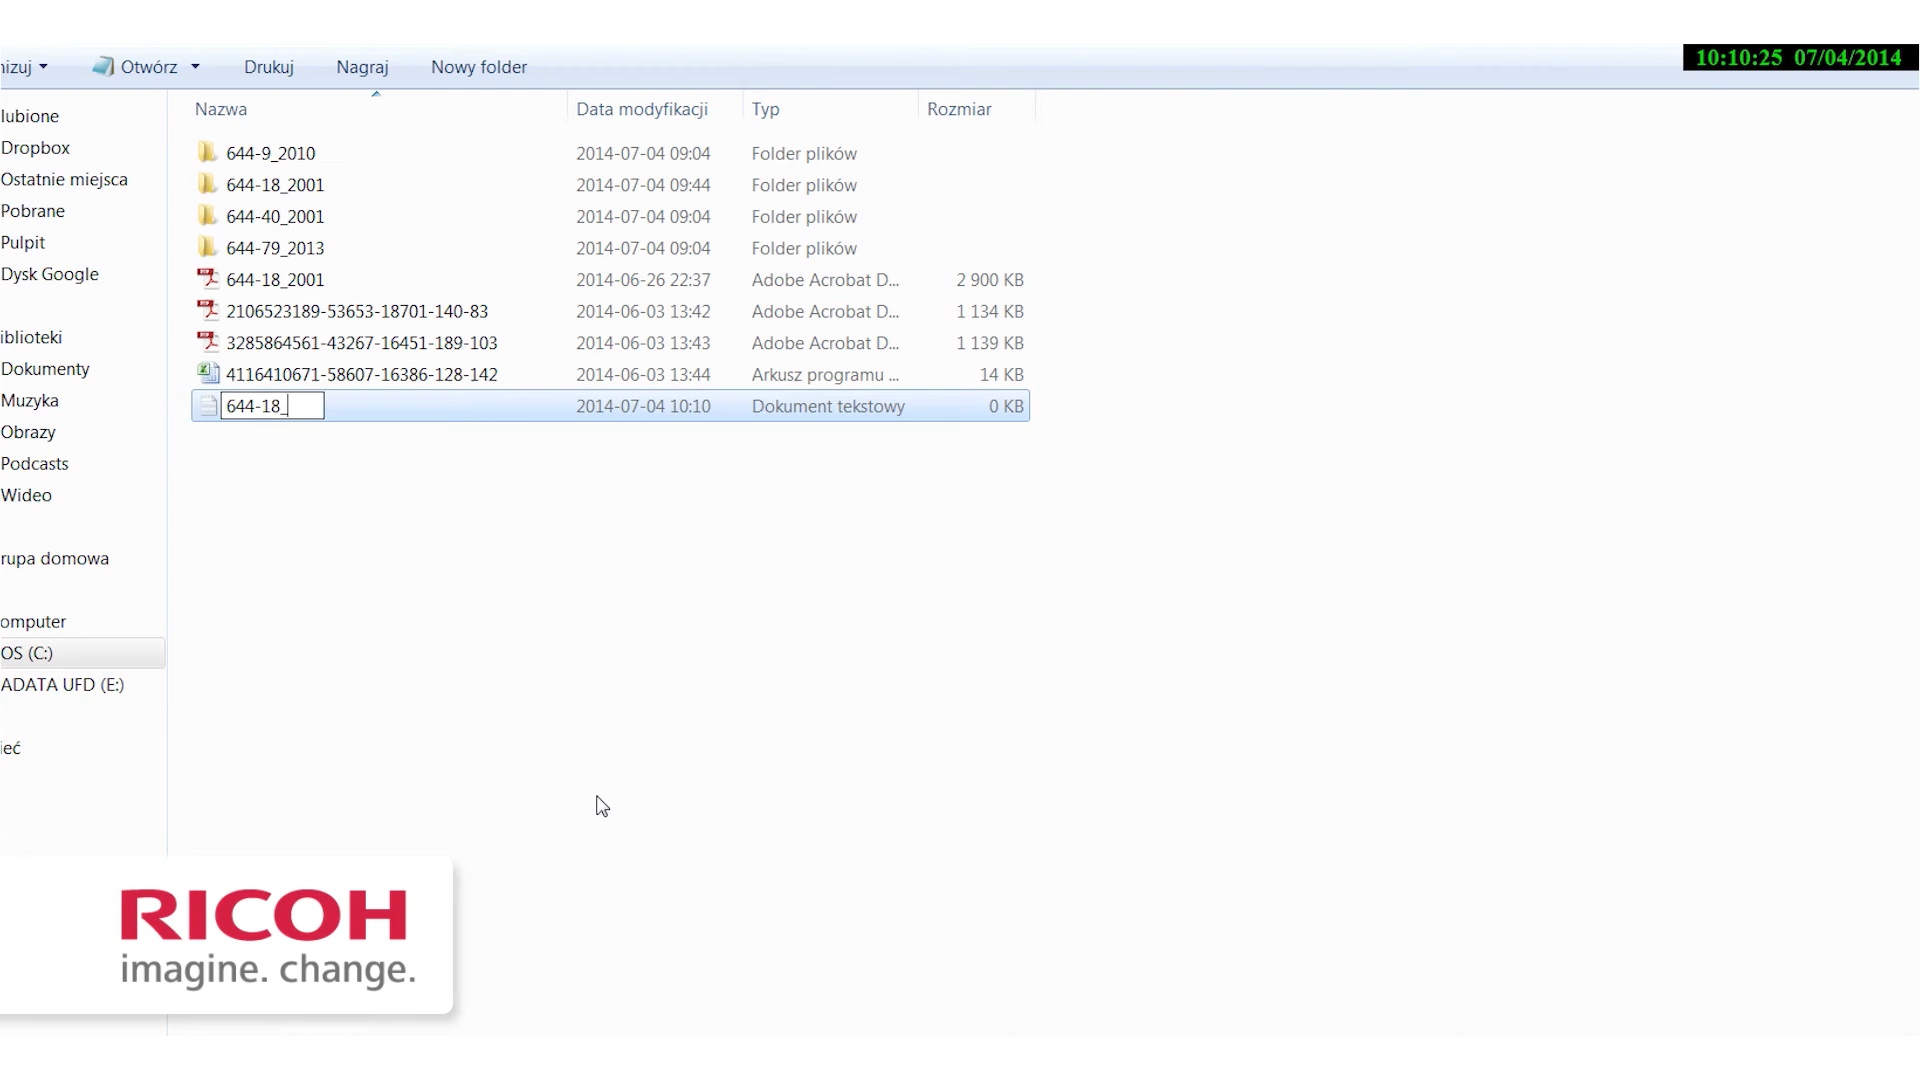 nizuj Otwórz Drukuj Nagraj Nowy folder
10:10:25 07/04/2014
Nazwa Data modyfikacji Typ Rozmiar
644-9_2010 2014-07-04 09:04 Folder plików
644-18_2001 2014-07-04 09:44 Folder plików
644-40_2001 2014-07-04 09:04 Folder plików
644-79_2013 2014-07-04 09:04 Folder plików
644-18_2001 2014-06-26 22:37 Adobe Acrobat D... 2 900 KB
2106523189-53653-18701-140-83 2014-06-03 13:42 Adobe Acrobat D... 1 134 KB
3285864561-43267-16451-189-103 2014-06-03 13:43 Adobe Acrobat D... 1 139 KB
4116410671-58607-16386-128-142 2014-06-03 13:44 Arkusz programu ... 14 KB
644-18_ 2014-07-04 10:10 Dokument tekstowy 0 KB
lubione
Dropbox
Ostatnie miejsca
Pobrane
Pulpit
Dysk Google
iblioteki
Dokumenty
Muzyka
Obrazy
Podcasts
Wideo
rupa domowa
omputer
OS (C:)
ADATA UFD (E:)
ieć
RICOH
imagine. change.